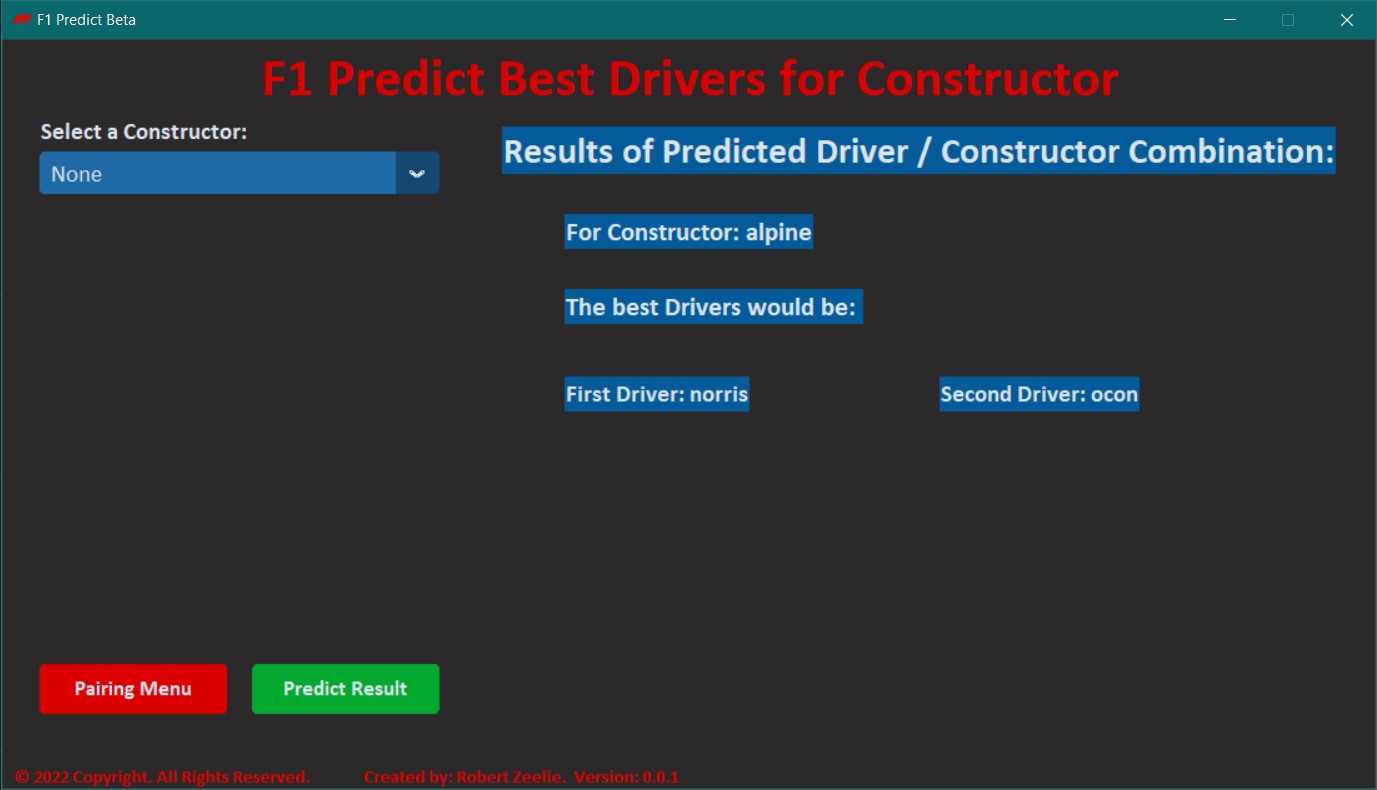 F1 Predict Beta
F1 Predict Best Drivers for Constructor
Select a Constructor:
None
Results of Predicted Driver / Constructor Combination:
For Constructor: alpine
The best Drivers would be:
First Driver: norris
Second Driver: ocon
Pairing Menu
Predict Result
© 2022 Copyright. All Rights Reserved.
Created by: Robert Zeelie. Version: 0.0.1